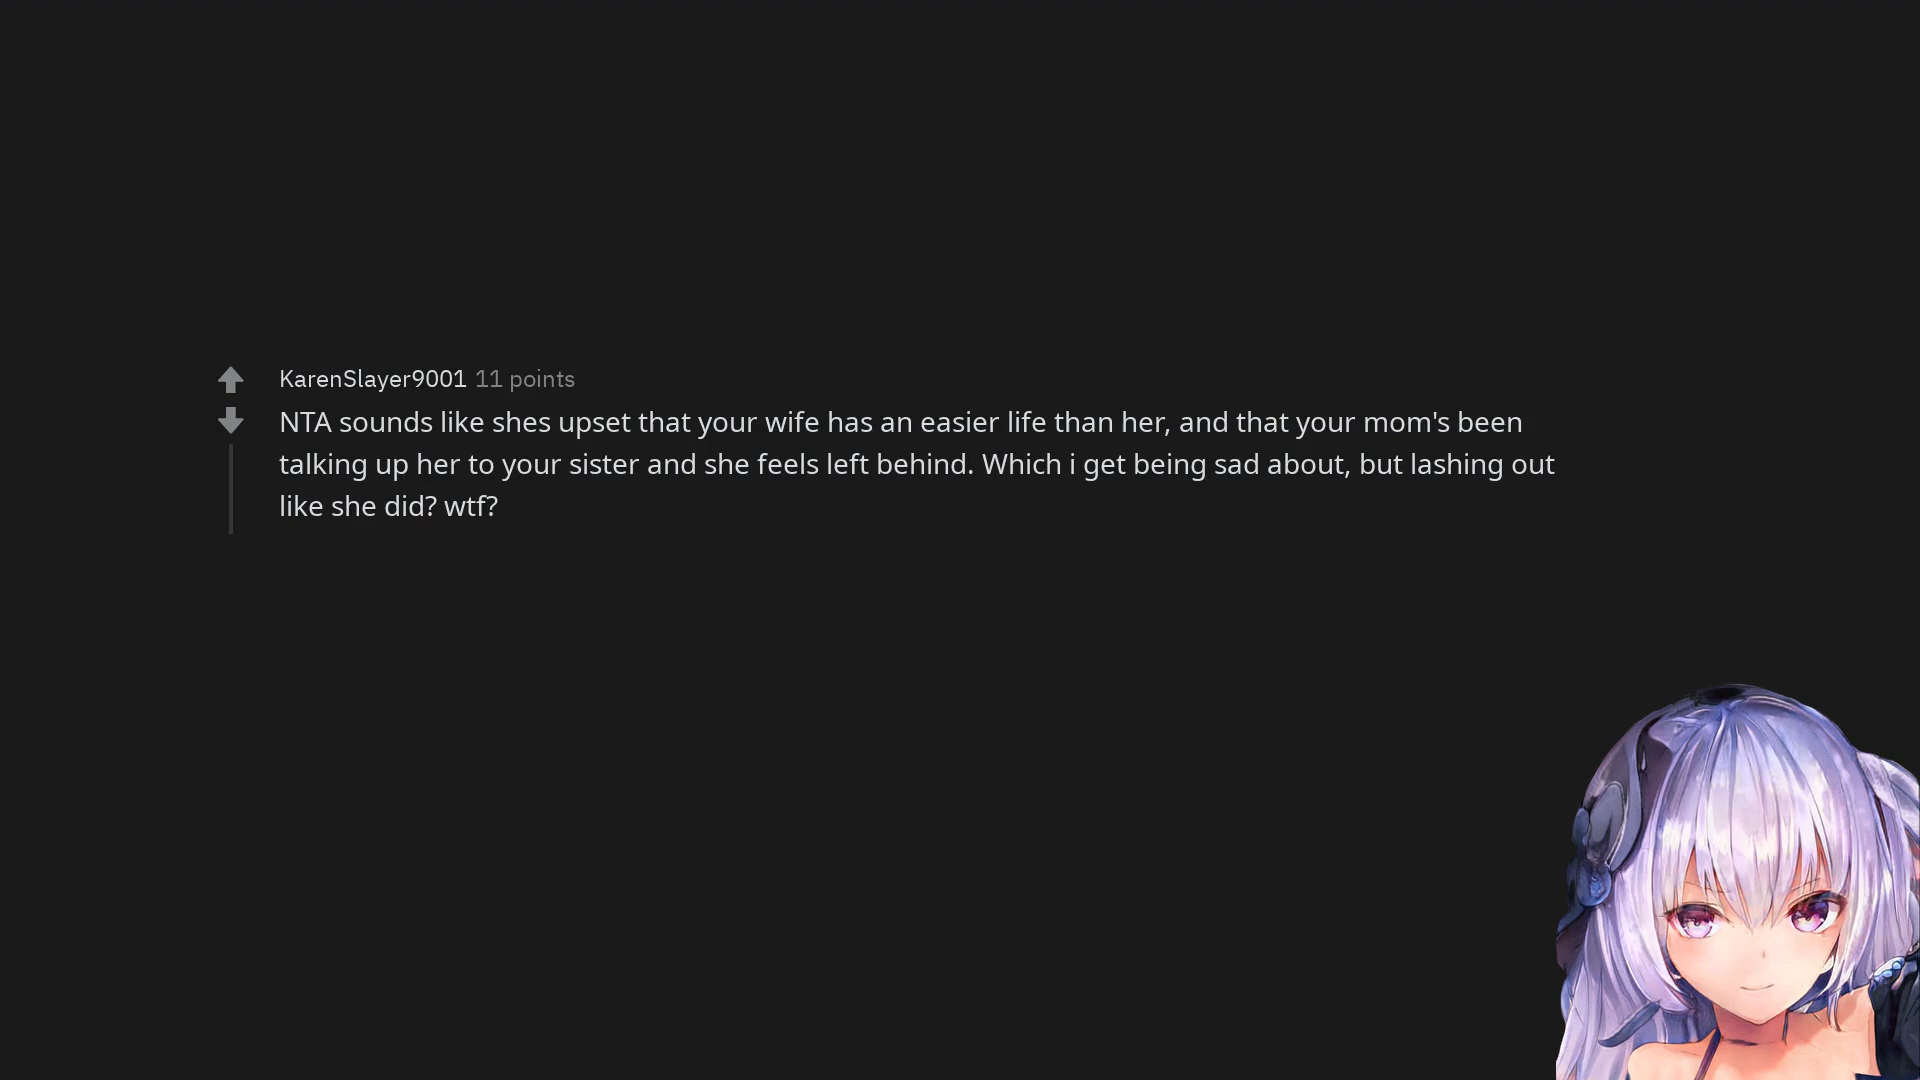 KarenSlayer9001 11 points
NTA sounds like shes upset that your wife has an easier life than her, and that your mom's been
talking up her to your sister and she feels left behind. Which i get being sad about, but lashing out
like she did? wtf?